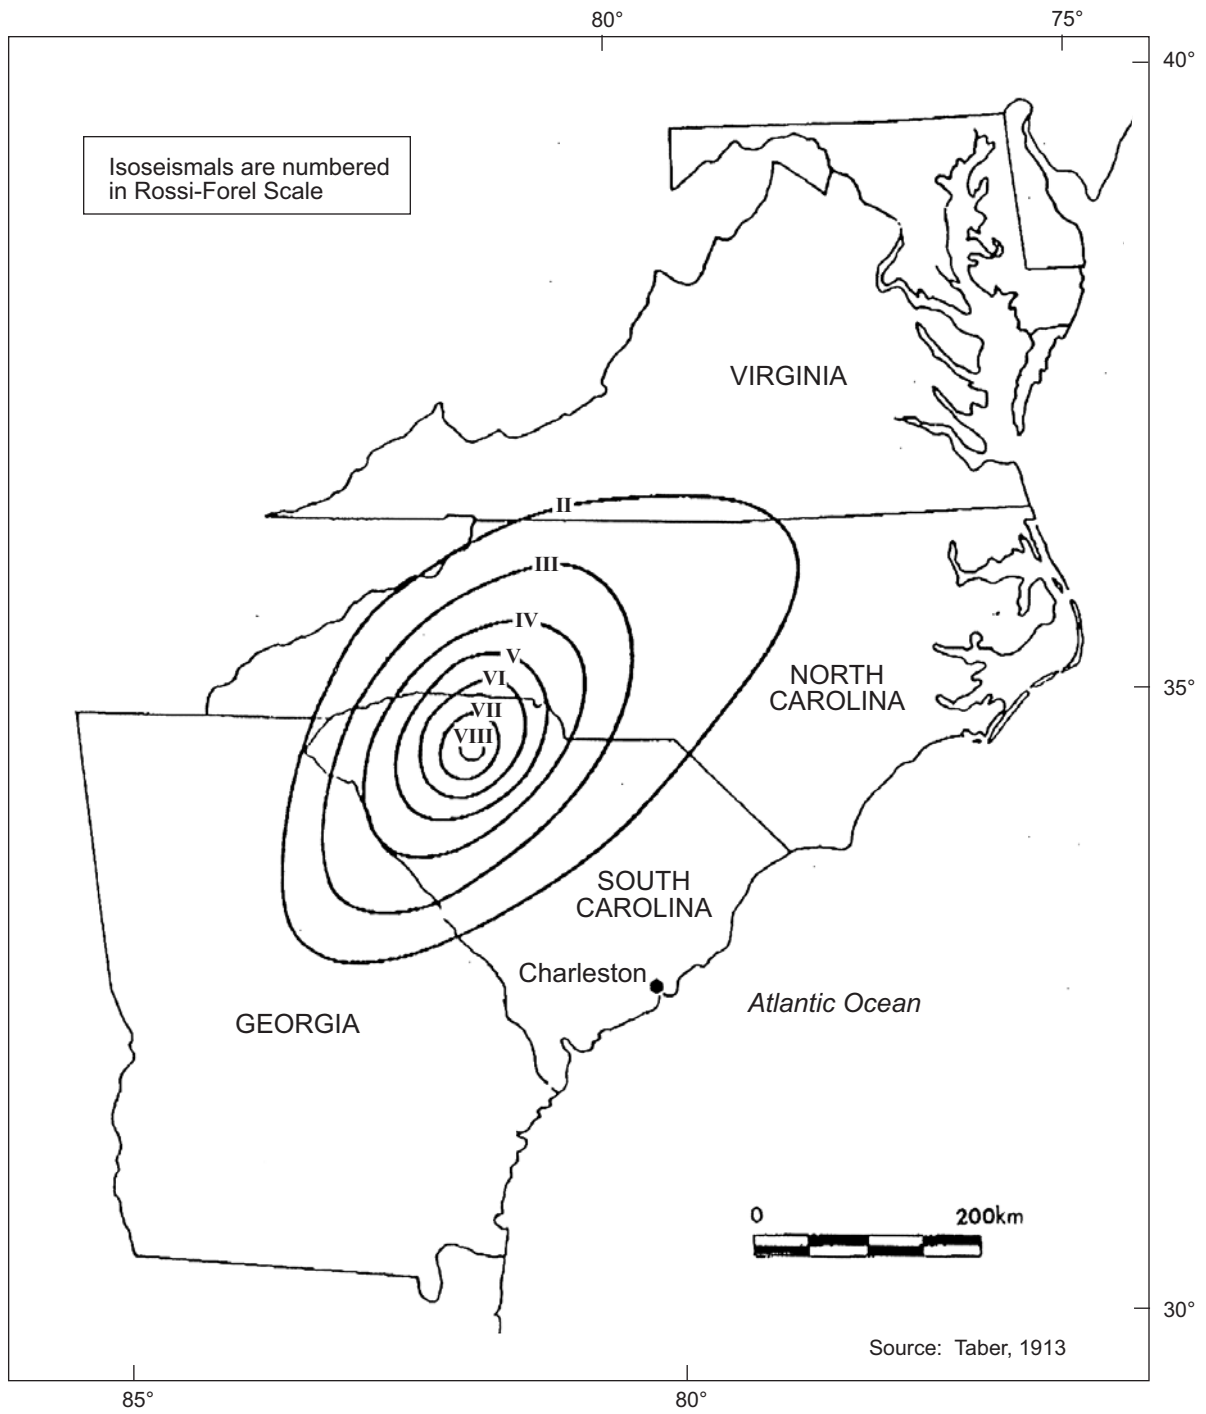 80°
75°
40°
Isoseismals are numbered
in Rossi-Forel Scale
VIRGINIA
II
III
IV
V
VI
VII
VIII
NORTH
CAROLINA
35°
SOUTH
CAROLINA
Charleston
Atlantic Ocean
GEORGIA
0
200km
30°
Source: Taber, 1913
85°
80°